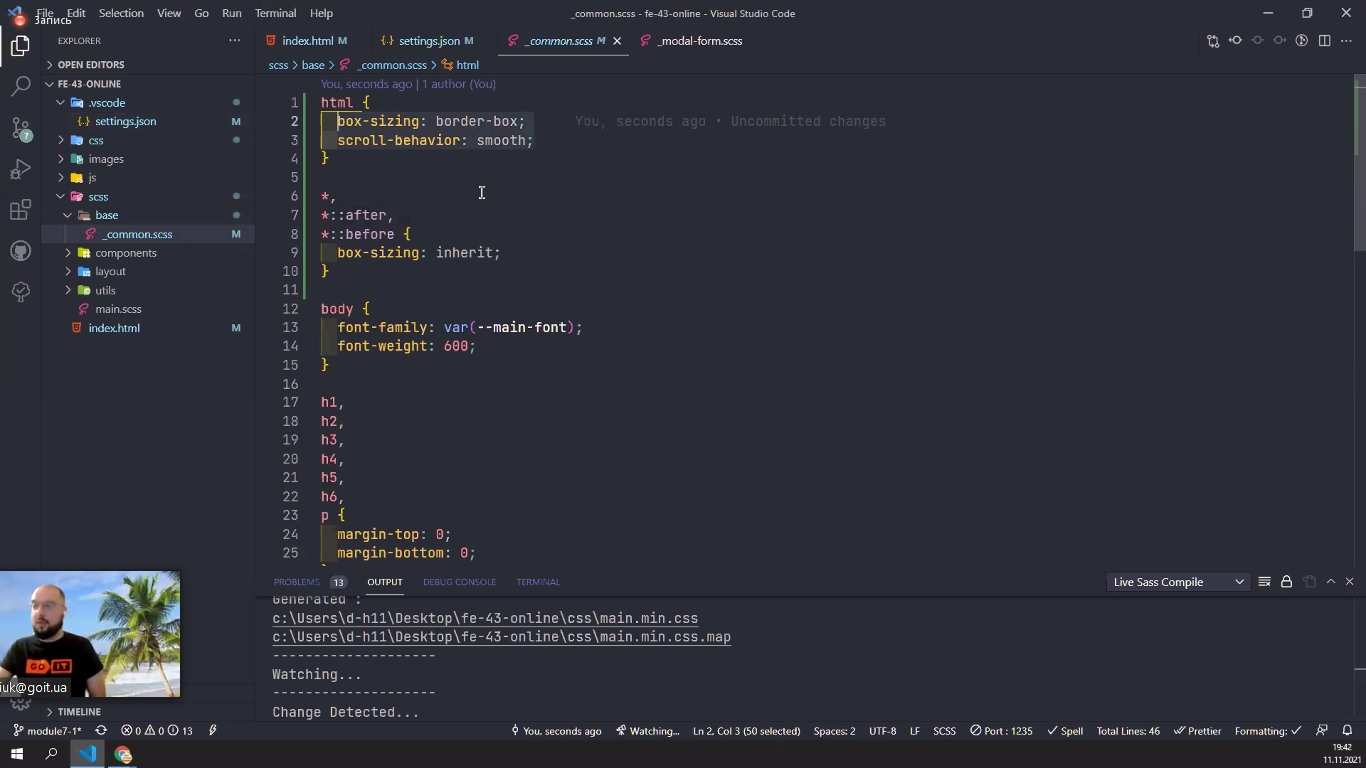 File Edit Selection View Go Run Terminal Help
_common.scss - fe-43-online - Visual Studio Code
Запись
EXPLORER
index.html M
settings.json M
_common.scss M
_modal-form.scss
OPEN EDITORS
scss > base > _common.scss > html
FE-43-ONLINE
.vscode
settings.json M
css
images
js
scss
base
_common.scss M
components
layout
utils
main.scss
index.html M
7
You, seconds ago | 1 author (You)
1 html {
2 box-sizing: border-box; You, seconds ago • Uncommitted changes
3 scroll-behavior: smooth;
4 }
5
6 *,
7 *::after,
8 *::before {
9 box-sizing: inherit;
10 }
11
12 body {
13 font-family: var(--main-font);
14 font-weight: 600;
15 }
16
17 h1,
18 h2,
19 h3,
20 h4,
21 h5,
22 h6,
23 p {
24 margin-top: 0;
25 margin-bottom: 0;
PROBLEMS 13 OUTPUT DEBUG CONSOLE TERMINAL
Live Sass Compile
Generated :
c:\Users\d-h11\Desktop\fe-43-online\css\main.min.css
c:\Users\d-h11\Desktop\fe-43-online\css\main.min.css.map
-------------------
Watching...
-------------------
Change Detected...
GO IT
iuk@goit.ua
TIMELINE
module7-1* 0 0 13 You, seconds ago Watching... Ln 2, Col 3 (50 selected) Spaces: 2 UTF-8 LF SCSS Port : 1235 Spell Total Lines: 46 Prettier Formatting: ✓
19:42
11.11.2021